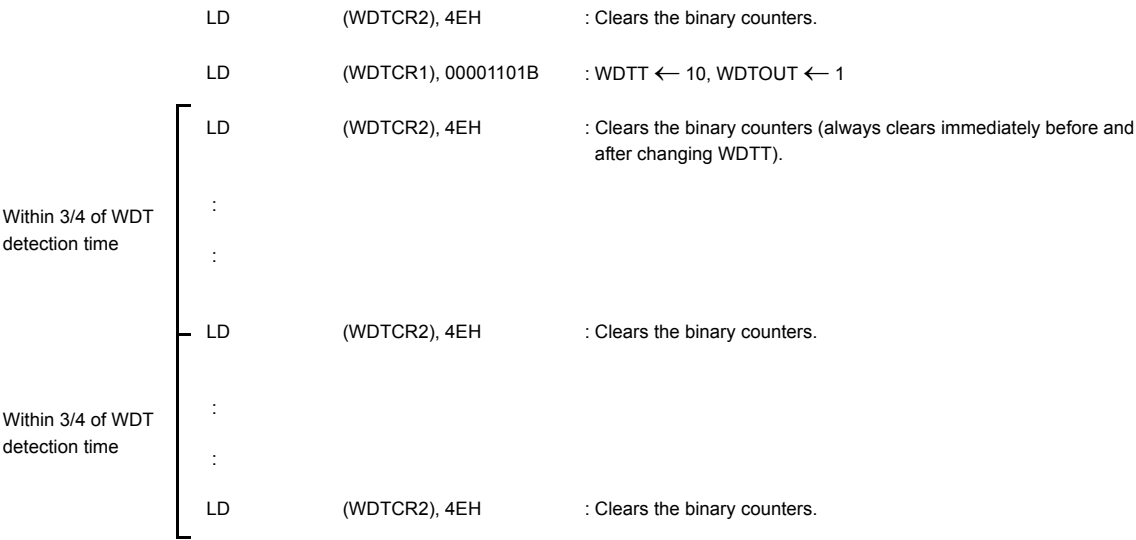 LD (WDTCR2), 4EH : Clears the binary counters.
LD (WDTCR1), 00001101B : WDTT ← 10, WDTOUT ← 1
LD (WDTCR2), 4EH : Clears the binary counters (always clears immediately before and
after changing WDTT).
Within 3/4 of WDT :
detection time
:
LD (WDTCR2), 4EH : Clears the binary counters.
Within 3/4 of WDT :
detection time
:
LD (WDTCR2), 4EH : Clears the binary counters.